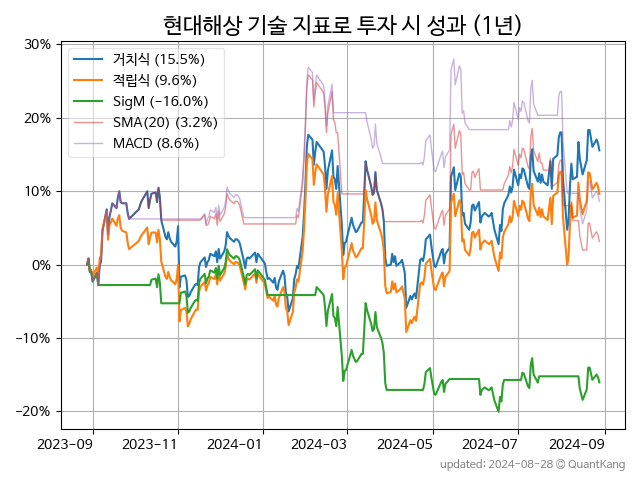 현대해상 기술 지표로 투자 시 성과 (1년)
30%
20%
10%
0%
−10%
−20%
거치식 (15.5%)
적립식 (9.6%)
SigM (−16.0%)
SMA(20) (3.2%)
MACD (8.6%)
2023-09 2023-11 2024-01 2024-03 2024-05 2024-07 2024-09
updated: 2024-08-28 © QuantKang